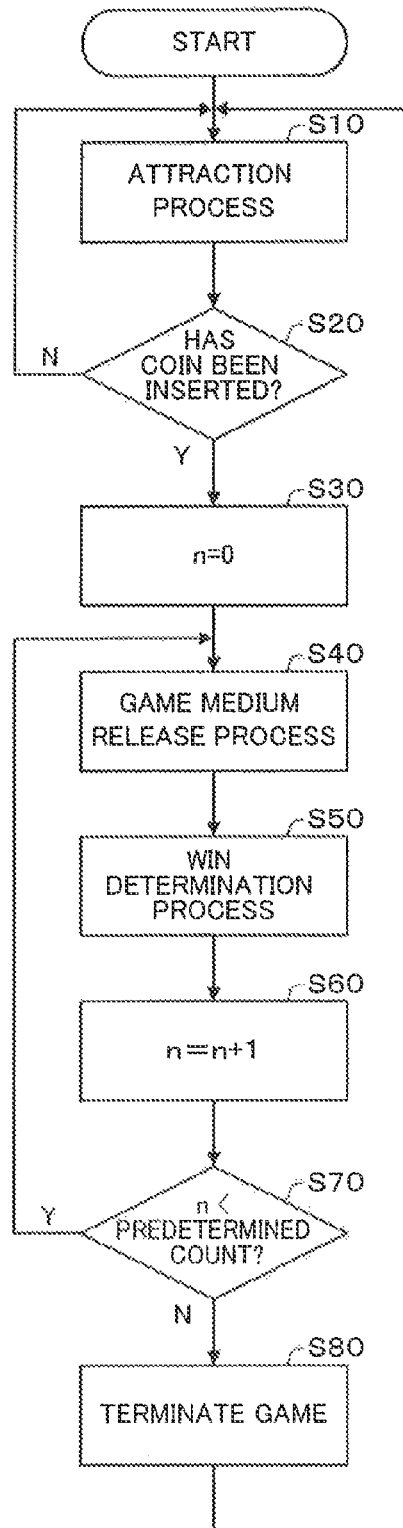 START
S10
ATTRACTION
PROCESS
S20
HAS
COIN BEEN
INSERTED?
N
Y
S30
n=0
S40
GAME MEDIUM
RELEASE PROCESS
S50
WIN
DETERMINATION
PROCESS
S60
n=n+1
S70
n <
PREDETERMINED
COUNT?
Y
N
S80
TERMINATE GAME